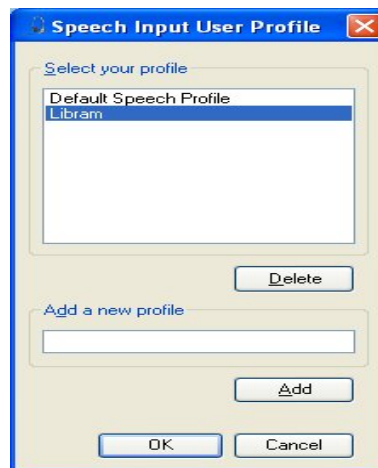 Speech Input User Profile
Select your profile
Default Speech Profile
Libram
Delete
Add a new profile
Add
OK Cancel